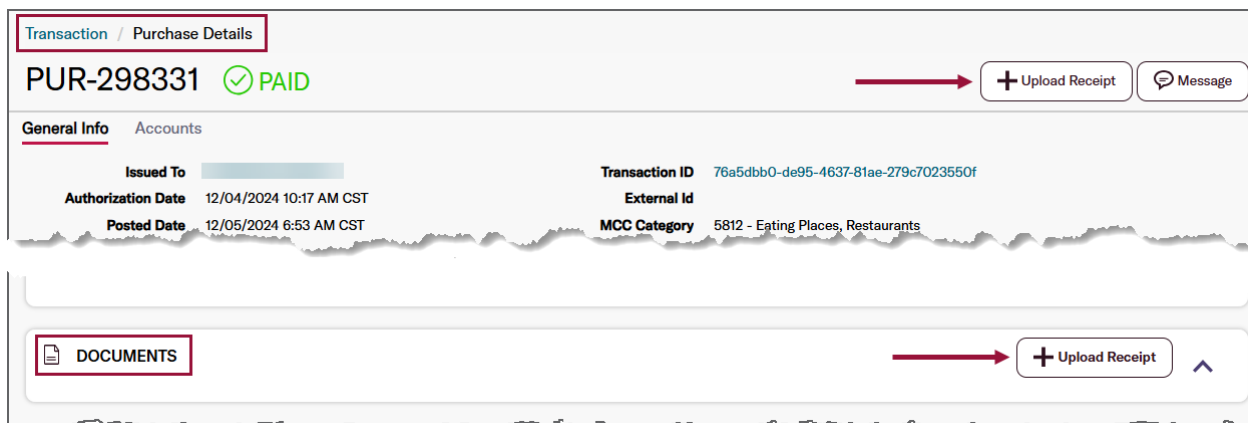 Transaction / Purchase Details
PUR-298331 PAID
Upload Receipt Message
General Info Accounts
Issued To Transaction ID 76a5dbb0-de95-4637-81ae-279c7023550f
Authorization Date 12/04/2024 10:17 AM CST External Id
Posted Date 12/05/2024 6:53 AM CST MCC Category 5812 - Eating Places, Restaurants
DOCUMENTS Upload Receipt